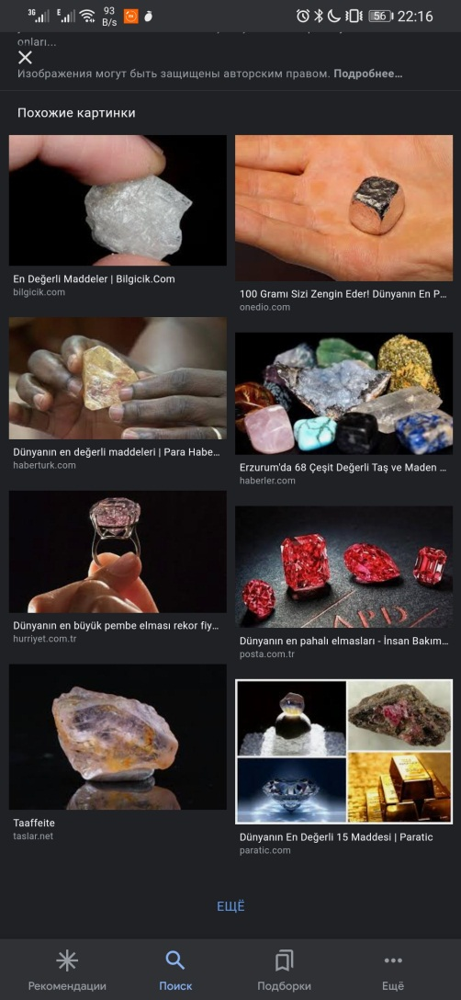 3G E 93 B/s 56 22:16
onları...
Изображения могут быть защищены авторским правом. Подробнее…
Похожие картинки
En Değerli Maddeler | Bilgicik.Com
bilgicik.com
100 Gramı Sizi Zengin Eder! Dünyanın En P...
onedio.com
Dünyanın en değerli maddeleri | Para Habe...
haberturk.com
Erzurum'da 68 Çeşit Değerli Taş ve Maden ...
haberler.com
Dünyanın en büyük pembe elması rekor fiy...
hurriyet.com.tr
Dünyanın en pahalı elmasları - İnsan Bakım...
posta.com.tr
Taaffeite
taslar.net
Dünyanın En Değerli 15 Maddesi | Paratic
paratic.com
ЕЩЁ
Рекомендации
Поиск
Подборки
Ещё